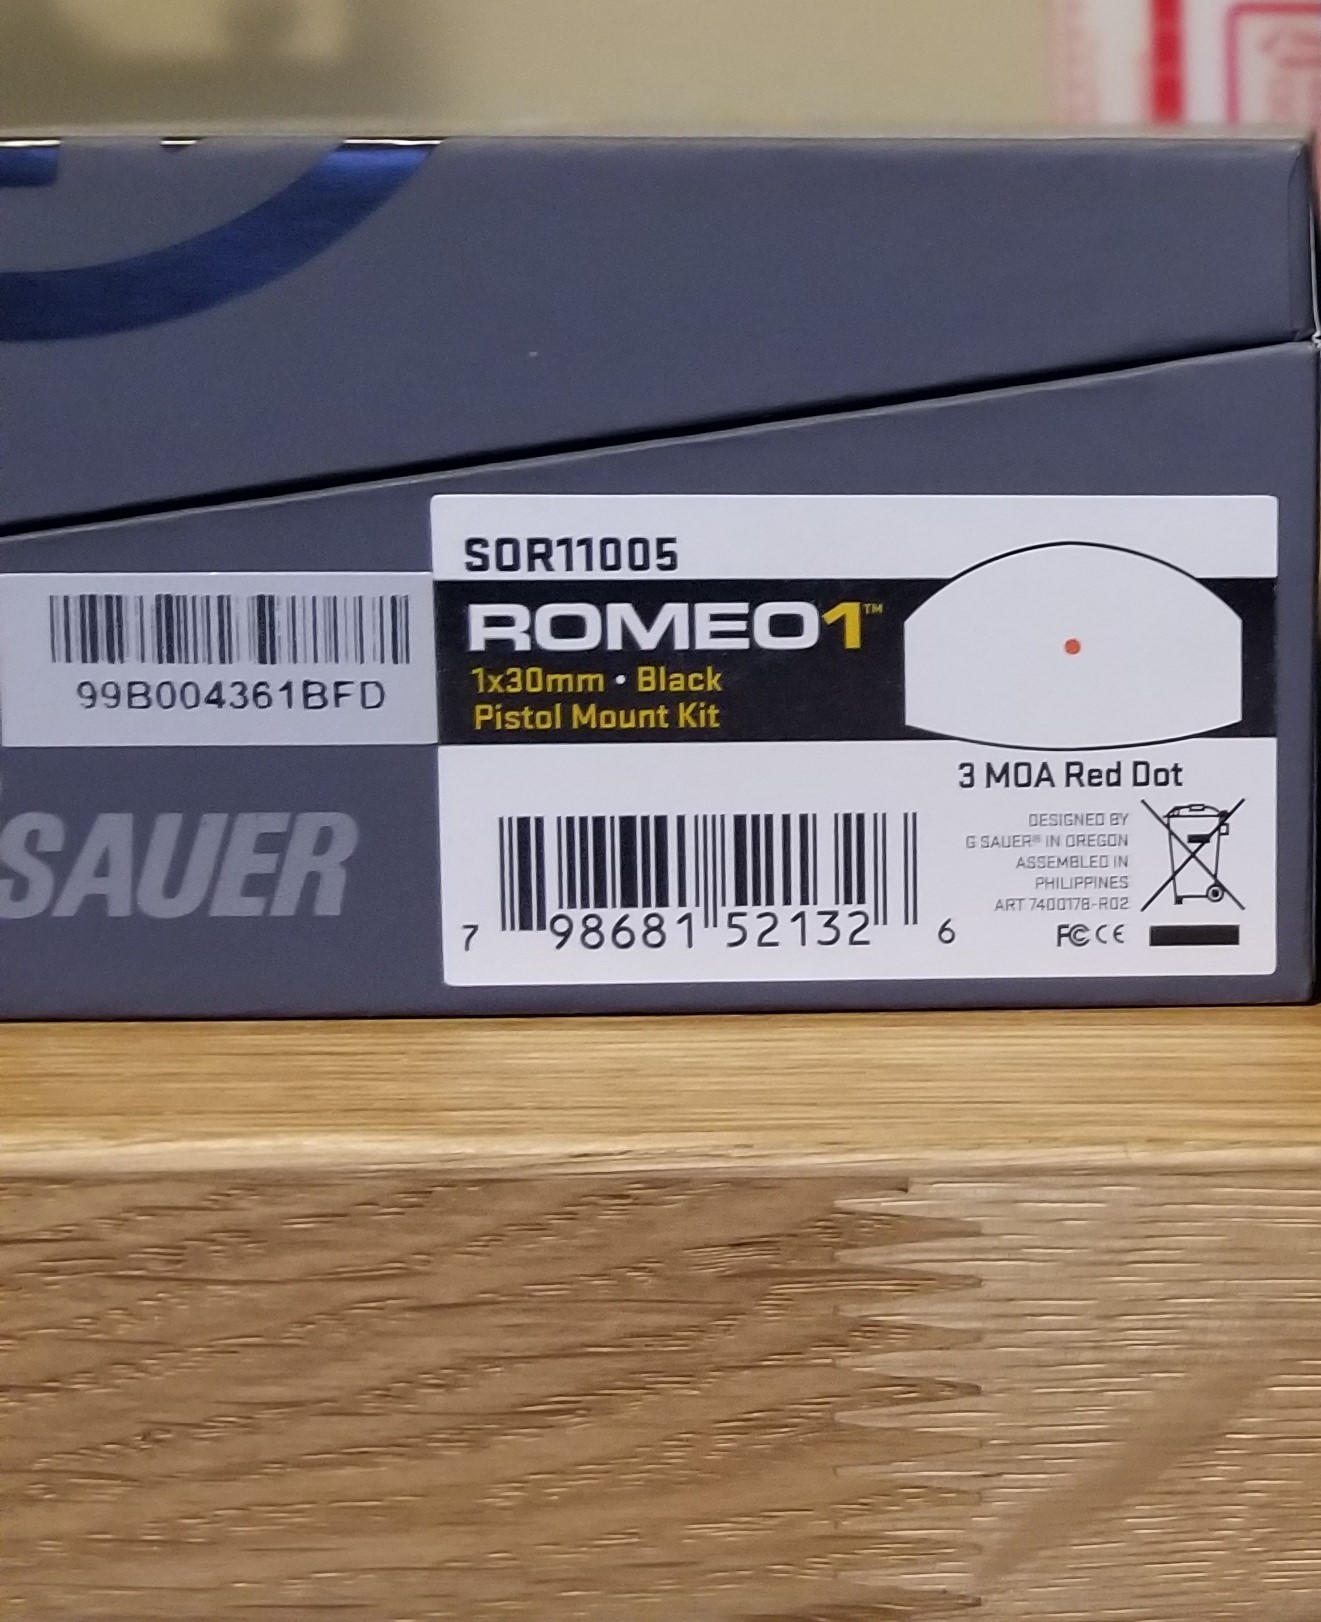 SOR11005
ROMEO1™
1x30mm • Black
Pistol Mount Kit
99B004361BFD
3 MOA Red Dot
SAUER
DESIGNED BY
G SAUER® IN OREGON
ASSEMBLED IN
PHILIPPINES
ART 7400178-R02
7 98681 52132 6
FC CE